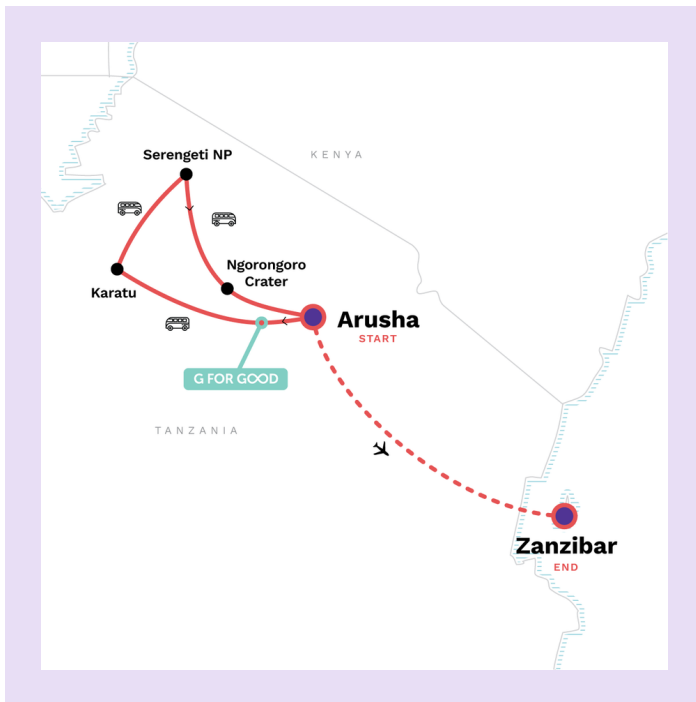 Serengeti NP
KENYA
Ngorongoro
Crater
Karatu
Arusha
START
G FOR GOOD
TANZANIA
Zanzibar
END